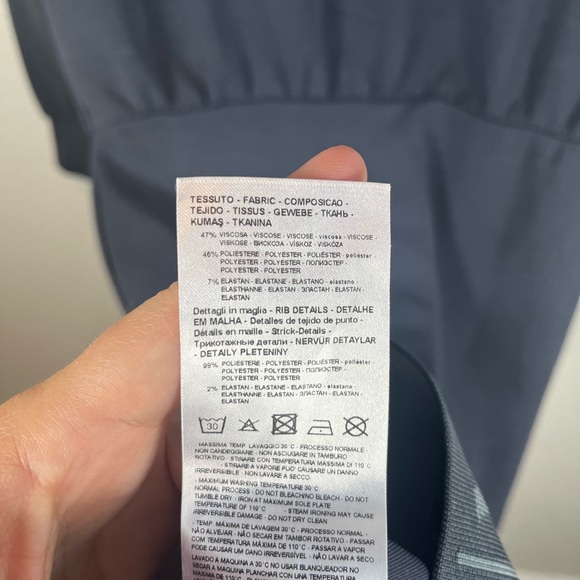 TESSUTO - FABRIC - COMPOSICAO -
TEJIDO - TISSUS - GEWEBE - ТКАНЬ -
KUMAŞ - TKANINA
47% VISCOSA - VISCOSE - VISCOSE - viscosa - VISCOSE -
VISKOSE - ВИСКОЗА - VİSKOZ - VISKÓZA
46% POLIESTERE - POLYESTER - POLIÉSTER - poliéster -
POLYESTER - POLYESTER - ПОЛИЭСТЕР -
POLYESTER - POLYESTER
7% ELASTAN - ELASTANE - ELASTANO - elastano -
ELASTHANNE - ELASTAN - ЭЛАСТАН - ELASTAN -
ELASTAN
Dettagli in maglia - RIB DETAILS - DETALHE
EM MALHA - Detalles de tejido de punto -
Détails en maille - Strick-Details -
Трикотажные детали - NERVÜR DETAYLAR
- DETAILY PLETENINY
99% POLIESTERE - POLYESTER - POLIÉSTER - poliéster -
POLYESTER - POLYESTER - ПОЛИЭСТЕР -
POLYESTER - POLYESTER
2% ELASTAN - ELASTANE - ELASTANO - elastano -
ELASTHANNE - ELASTAN - ЭЛАСТАН - ELASTAN -
ELASTAN
30
- MASSIMA TEMP. LAVAGGIO 30°C - PROCESSO NORMALE -
NON CANDEGGIARE - NON ASCIUGARE IN TAMBURO
ROTATIVO - STIRARE CON TEMPERATURA MASSIMA DI 110°C
- STIRARE A VAPORE PUO' CAUSARE UN DANNO
IRREVERSIBILE - NON LAVARE A SECCO
- MAXIMUM WASHING TEMPERATURE 30°C -
NORMAL PROCESS - DO NOT BLEACHING BLEACH - DO NOT
TUMBLE DRY - IRON AT MAXIMUM SOLE PLATE
TEMPERATURE OF 110°C - STEAM IRONING MAY CAUSE
IRREVERSIBLE DAMAGE - DO NOT DRY CLEAN
- TEMP. MÁXIMA DE LAVAGEM 30°C - PROCESSO NORMAL -
NÃO ALVEJAR - NÃO SECAR EM TAMBOR ROTATIVO - PASSAR
COM TEMPERATURA MÁXIMA DE 110°C - PASSAR COM VAPOR
PODE CAUSAR UM DANO IRREVERSÍVEL - NÃO LAVAR A SECO
LAVADO A MAQUINA A 30°C NO USAR BLANQUEADOR NO
SECAR A MAQUINA PLANCHAR CON UNA TEMPERATURA